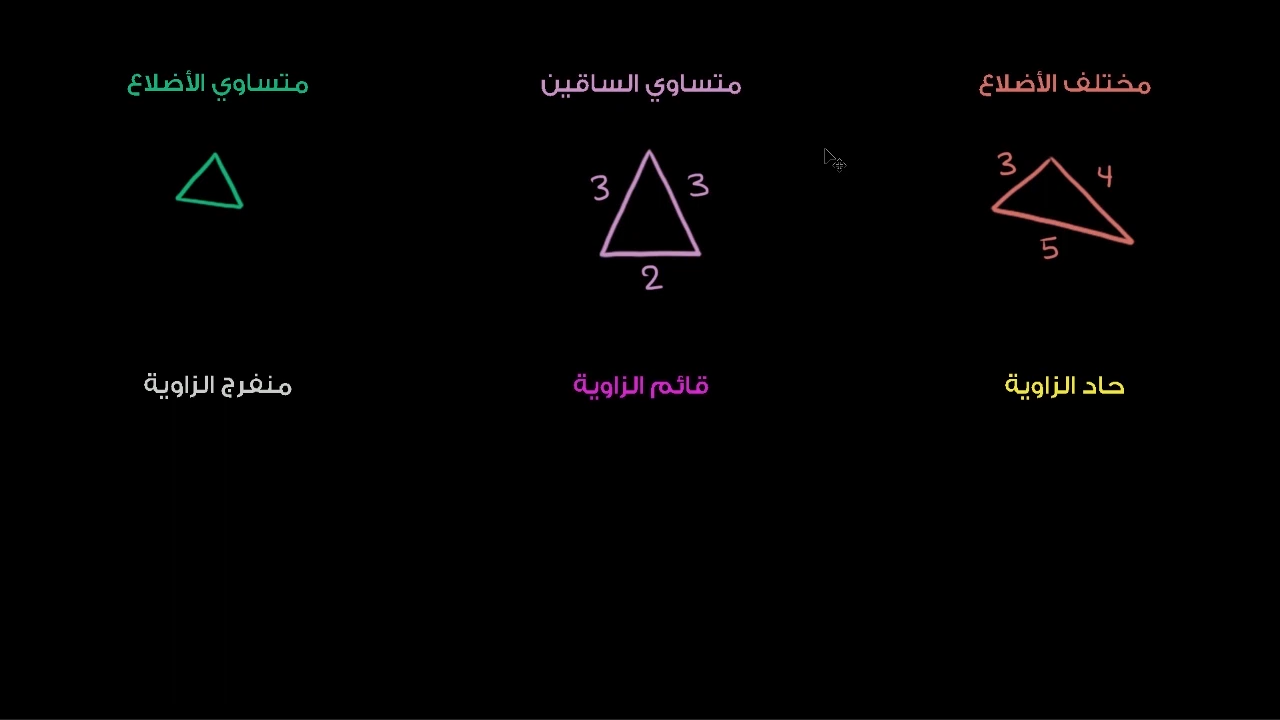 مختلف الأضلاع
متساوي الساقين
متساوي الأضلاع
3
4
5
3
3
2
حاد الزاوية
قائم الزاوية
منفرج الزاوية